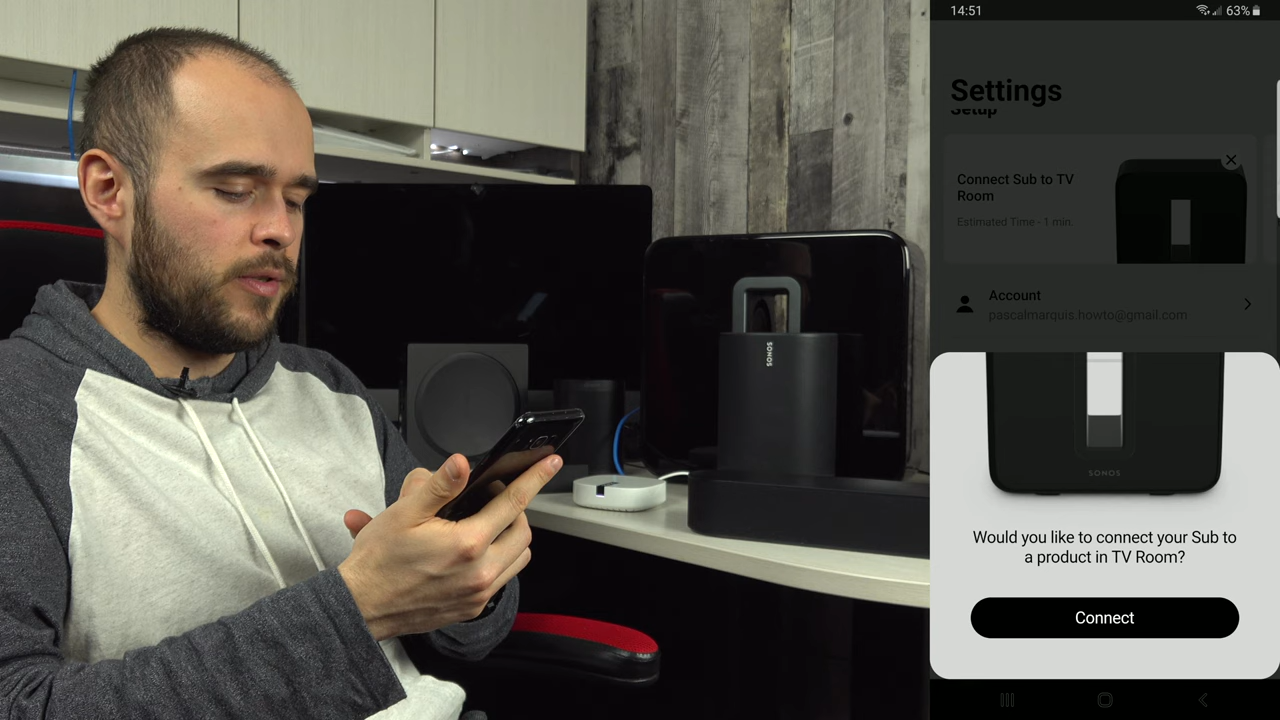 14:51
63%
Settings
Setup
Connect Sub to TV
Room
Estimated Time - 1 min.
Account
pascalmarquis.howto@gmail.com
SONOS
SONOS
Would you like to connect your Sub to
a product in TV Room?
Connect